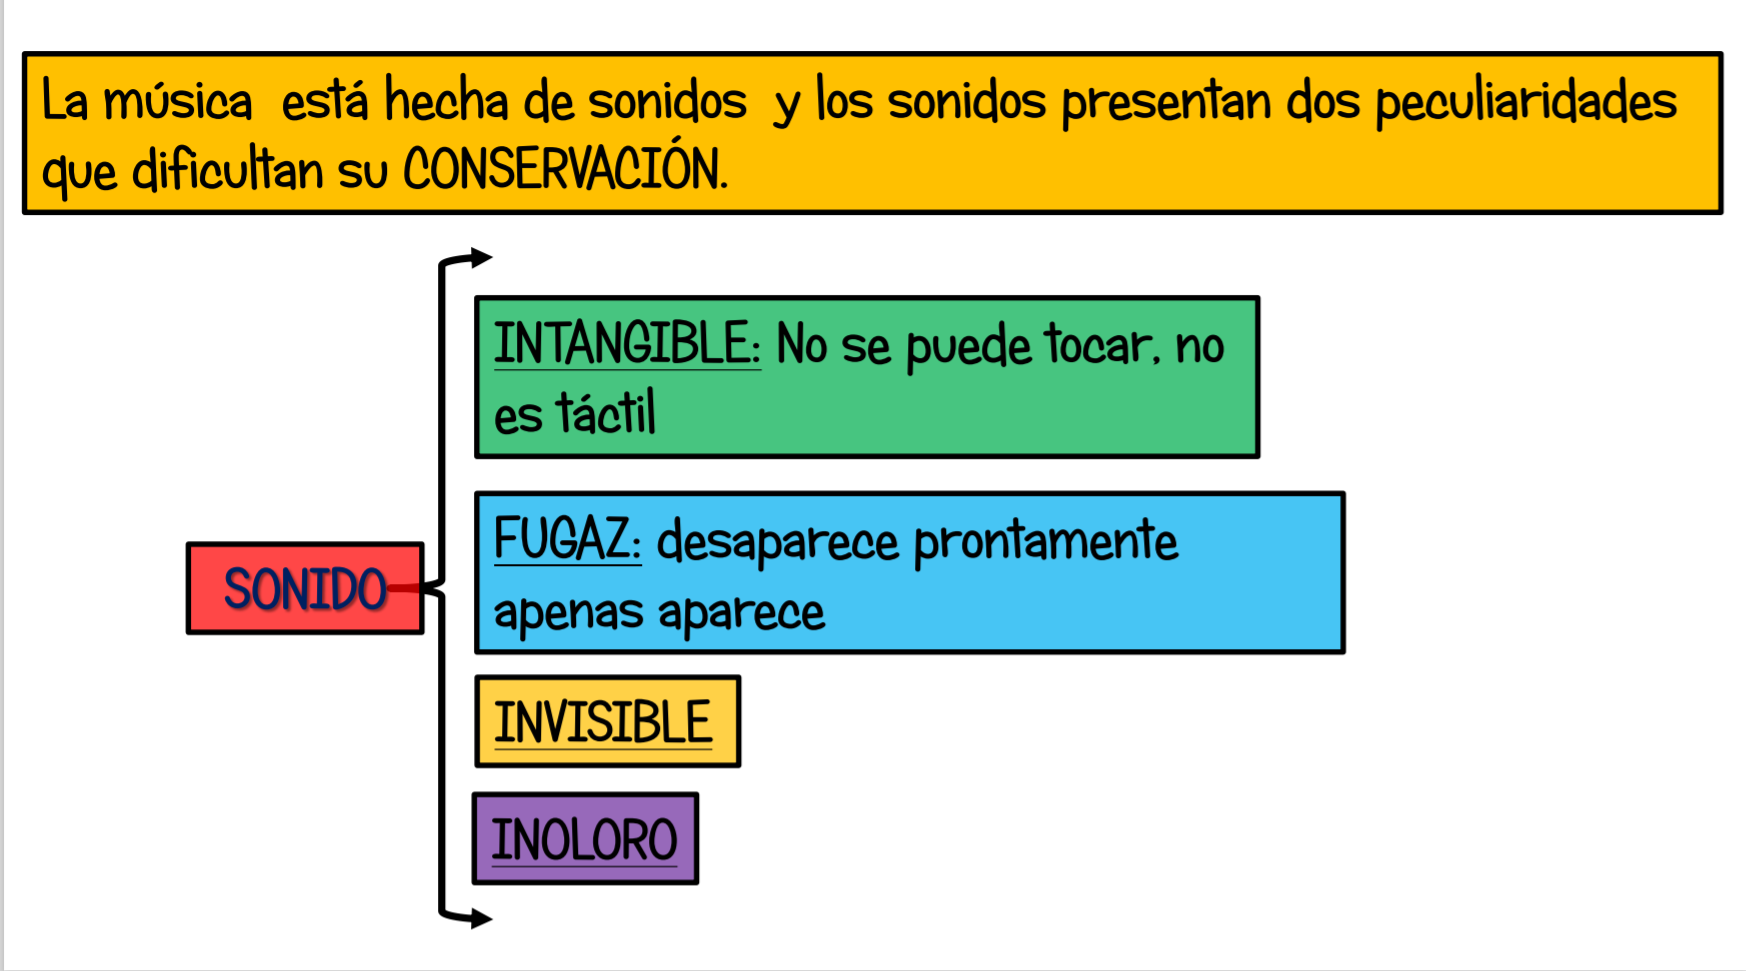 La música está hecha de sonidos y los sonidos presentan dos peculiaridades
que dificultan su CONSERVACIÓN.
INTANGIBLE: No se puede tocar, no
es táctil
FUGAZ: desaparece prontamente
apenas aparece
SONIDO
INVISIBLE
INOLORO